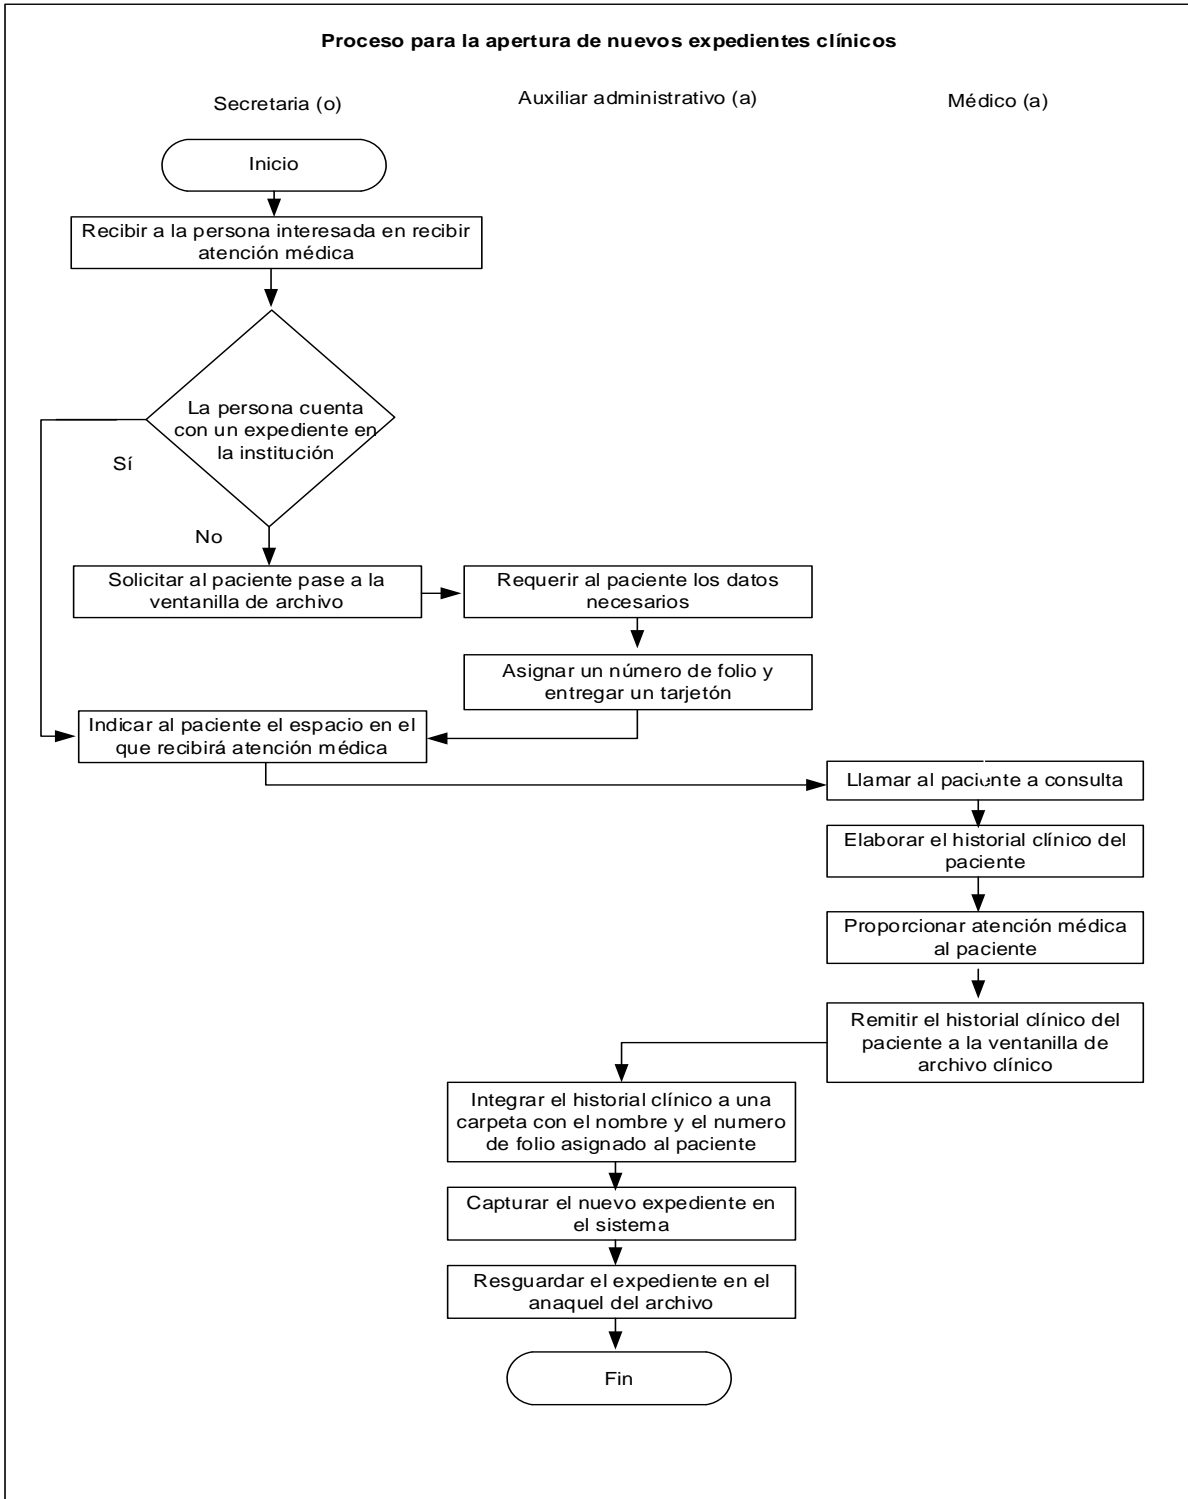 Proceso para la apertura de nuevos expedientes clínicos
Secretaria (o)
Auxiliar administrativo (a)
Médico (a)
Inicio
Recibir a la persona interesada en recibir
atención médica
La persona cuenta
con un expediente en
la institución
Sí
No
Solicitar al paciente pase a la
ventanilla de archivo
Requerir al paciente los datos
necesarios
Asignar un número de folio y
entregar un tarjetón
Indicar al paciente el espacio en el
que recibirá atención médica
Llamar al paciente a consulta
Elaborar el historial clínico del
paciente
Proporcionar atención médica
al paciente
Remitir el historial clínico del
paciente a la ventanilla de
archivo clínico
Integrar el historial clínico a una
carpeta con el nombre y el numero
de folio asignado al paciente
Capturar el nuevo expediente en
el sistema
Resguardar el expediente en el
anaquel del archivo
Fin